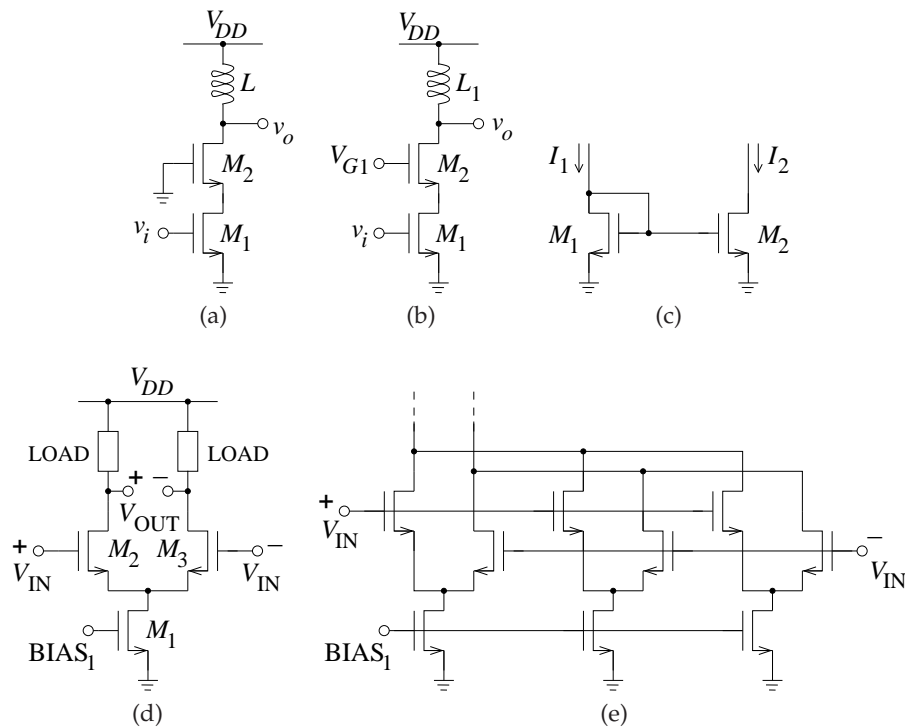 V_DD
L
v_o
M_2
v_i
M_1
(a)
V_DD
L_1
v_o
V_G1
M_2
v_i
M_1
(b)
I_1
I_2
M_1
M_2
(c)
V_DD
LOAD
LOAD
+
−
V_OUT
+
V_IN
M_2
M_3
−
V_IN
M_1
BIAS_1
(d)
+
V_IN
−
V_IN
BIAS_1
(e)